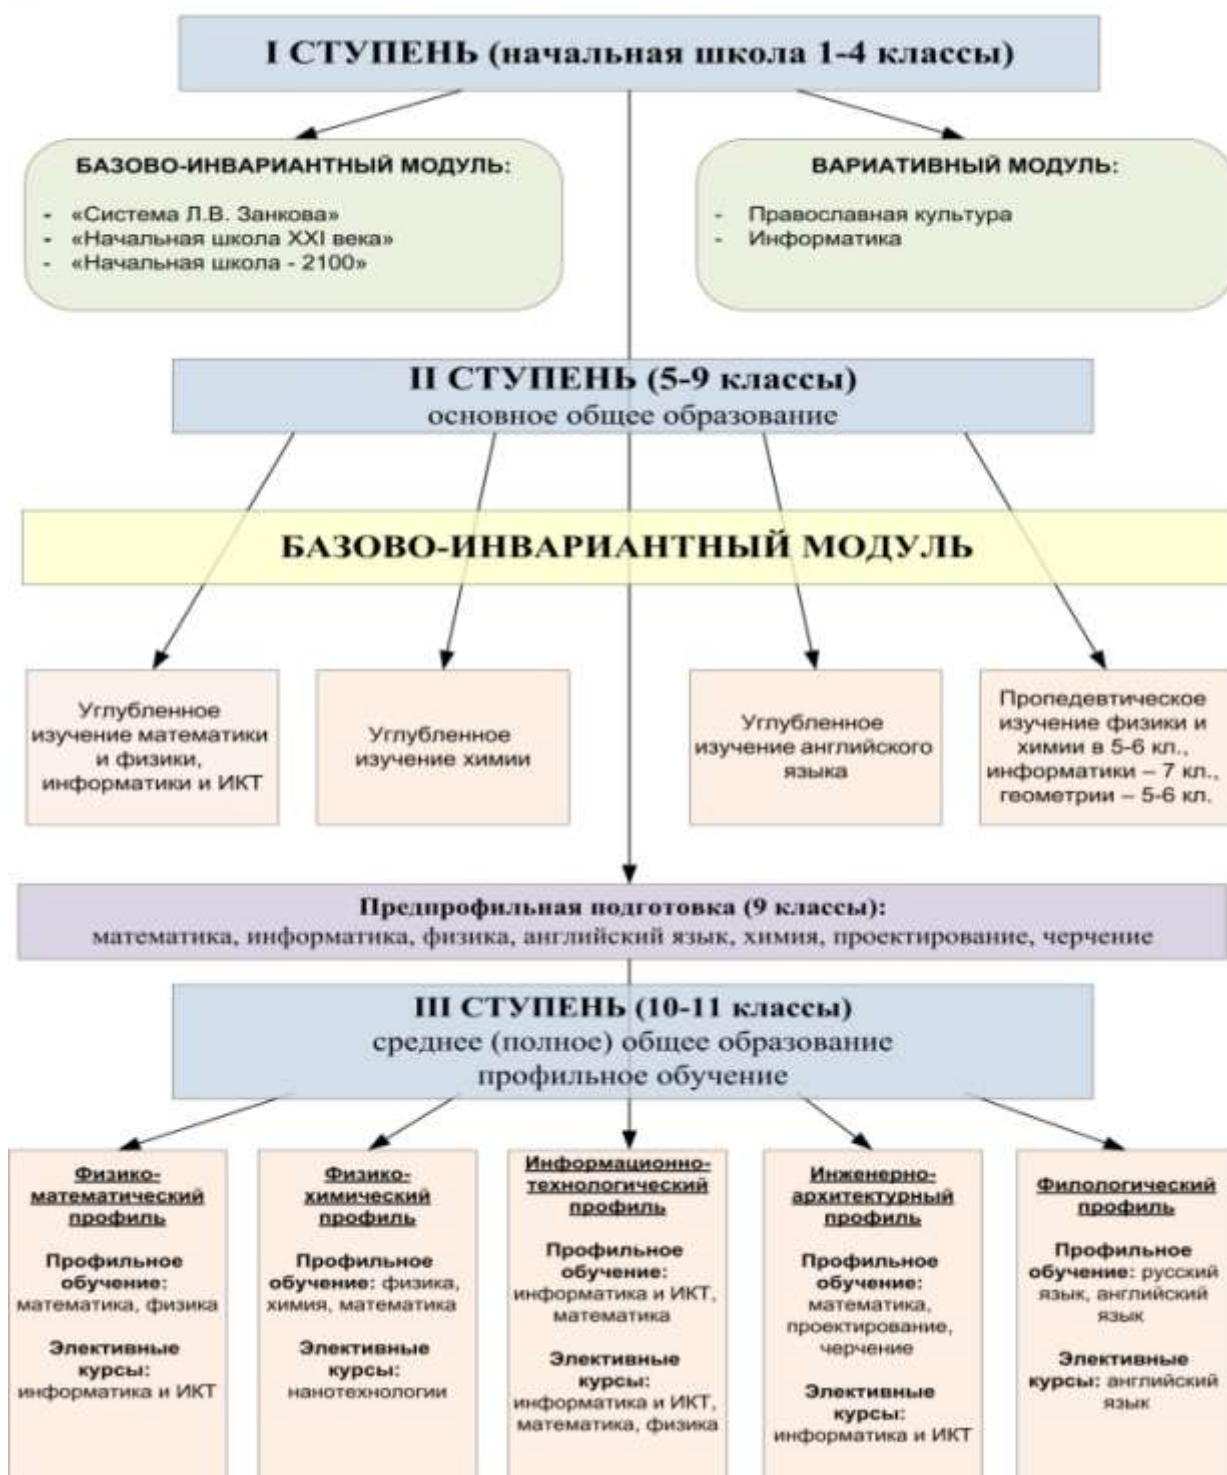 I СТУПЕНЬ (начальная школа 1-4 классы)
БАЗОВО-ИНВАРИАНТНЫЙ МОДУЛЬ:
- «Система Л.В. Занкова»
- «Начальная школа XXI века»
- «Начальная школа - 2100»
ВАРИАТИВНЫЙ МОДУЛЬ:
- Православная культура
- Информатика
II СТУПЕНЬ (5-9 классы)
основное общее образование
БАЗОВО-ИНВАРИАНТНЫЙ МОДУЛЬ
Углубленное
изучение математики
и физики,
информатики и ИКТ
Углубленное
изучение химии
Углубленное
изучение английского
языка
Пропедевтическое
изучение физики и
химии в 5-6 кл.,
информатики – 7 кл.,
геометрии – 5-6 кл.
Предпрофильная подготовка (9 классы):
математика, информатика, физика, английский язык, химия, проектирование, черчение
III СТУПЕНЬ (10-11 классы)
среднее (полное) общее образование
профильное обучение
Физико-
математический
профиль
Профильное
обучение:
математика, физика
Элективные
курсы:
информатика и ИКТ
Физико-
химический
профиль
Профильное
обучение: физика,
химия, математика
Элективные
курсы:
нанотехнологии
Информационно-
технологический
профиль
Профильное
обучение:
информатика и ИКТ,
математика
Элективные
курсы:
информатика и ИКТ,
математика, физика
Инженерно-
архитектурный
профиль
Профильное
обучение:
математика,
проектирование,
черчение
Элективные
курсы:
информатика и ИКТ
Филологический
профиль
Профильное
обучение: русский
язык, английский
язык
Элективные
курсы: английский
язык